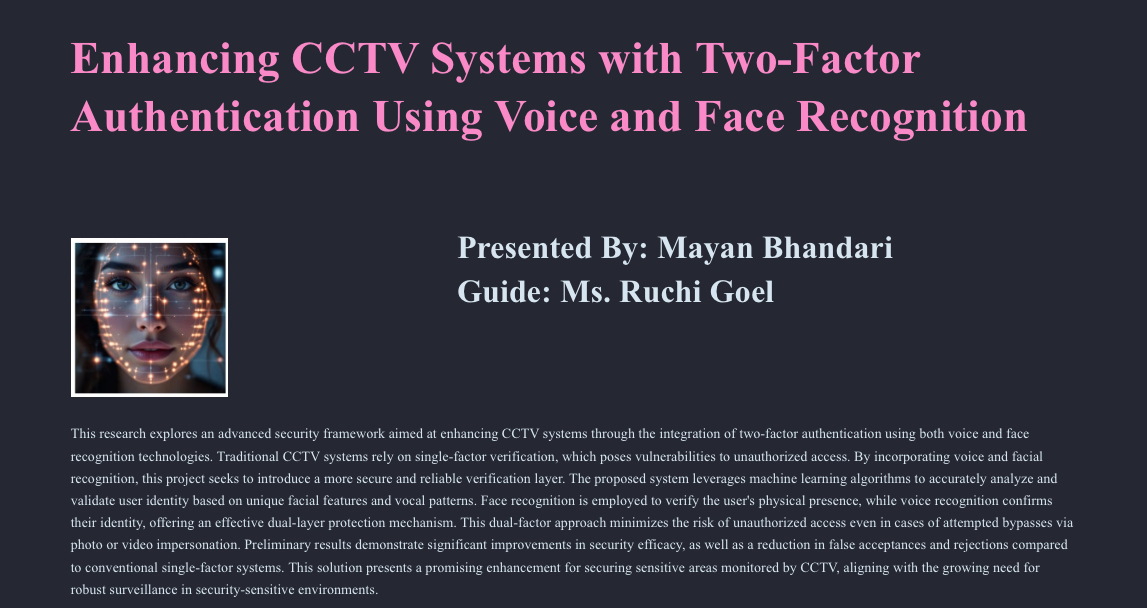 Enhancing CCTV Systems with Two-Factor
Authentication Using Voice and Face Recognition
Presented By: Mayan Bhandari
Guide: Ms. Ruchi Goel
This research explores an advanced security framework aimed at enhancing CCTV systems through the integration of two-factor authentication using both voice and face
recognition technologies. Traditional CCTV systems rely on single-factor verification, which poses vulnerabilities to unauthorized access. By incorporating voice and facial
recognition, this project seeks to introduce a more secure and reliable verification layer. The proposed system leverages machine learning algorithms to accurately analyze and
validate user identity based on unique facial features and vocal patterns. Face recognition is employed to verify the user's physical presence, while voice recognition confirms
their identity, offering an effective dual-layer protection mechanism. This dual-factor approach minimizes the risk of unauthorized access even in cases of attempted bypasses via
photo or video impersonation. Preliminary results demonstrate significant improvements in security efficacy, as well as a reduction in false acceptances and rejections compared
to conventional single-factor systems. This solution presents a promising enhancement for securing sensitive areas monitored by CCTV, aligning with the growing need for
robust surveillance in security-sensitive environments.